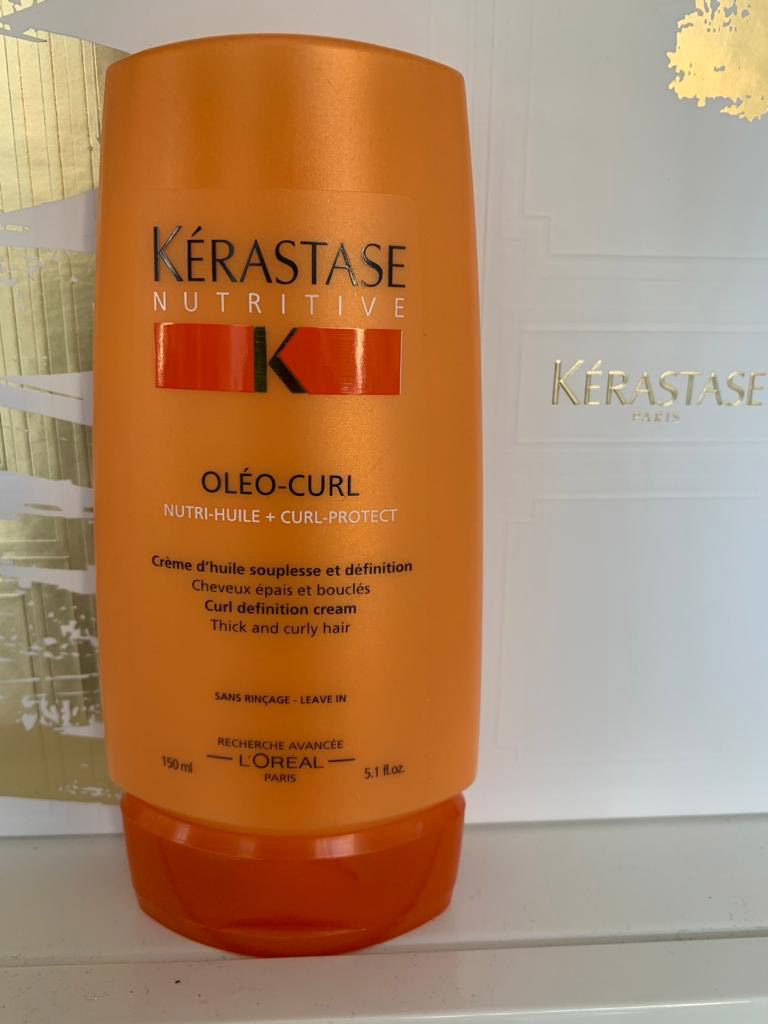 KÉRASTASE
NUTRITIVE
K
OLÉO-CURL
NUTRI-HUILE + CURL-PROTECT
Crème d'huile souplesse et définition
Cheveux épais et bouclés
Curl definition cream
Thick and curly hair
SANS RINÇAGE - LEAVE IN
RECHERCHE AVANCÉE
L'ORÉAL
PARIS
150 ml
5.1 fl.oz.
KÉRASTASE
PARIS